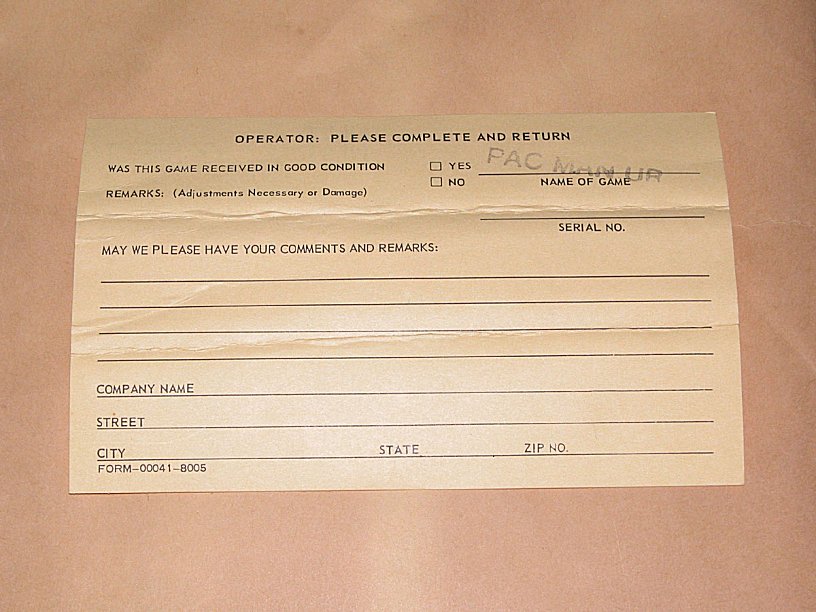 OPERATOR: PLEASE COMPLETE AND RETURN
WAS THIS GAME RECEIVED IN GOOD CONDITION □ YES PAC MAN UR
REMARKS: (Adjustments Necessary or Damage) □ NO NAME OF GAME
SERIAL NO.
MAY WE PLEASE HAVE YOUR COMMENTS AND REMARKS:
COMPANY NAME
STREET
CITY STATE ZIP NO.
FORM-00041-8005